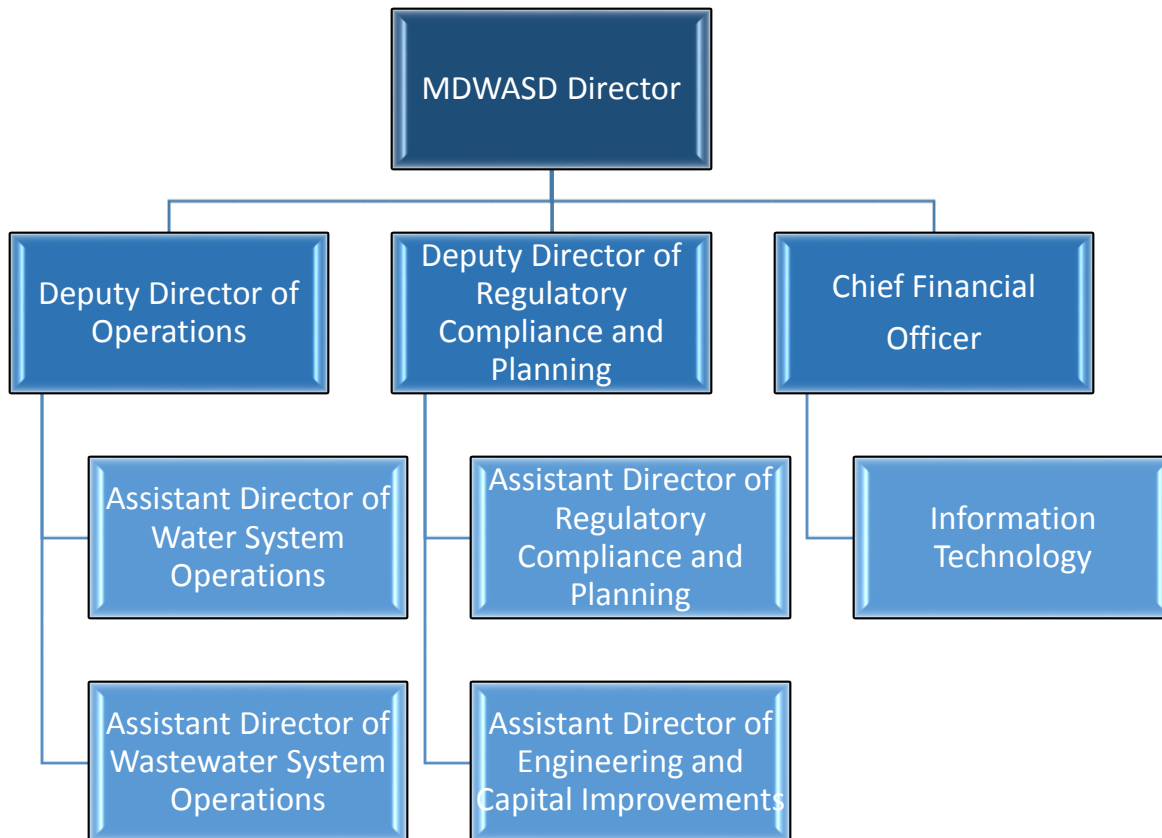 MDWASD Director
Deputy Director of
Operations
Deputy Director of
Regulatory
Compliance and
Planning
Chief Financial
Officer
Assistant Director of
Water System
Operations
Assistant Director of
Regulatory
Compliance and
Planning
Information
Technology
Assistant Director of
Wastewater System
Operations
Assistant Director of
Engineering and
Capital Improvements